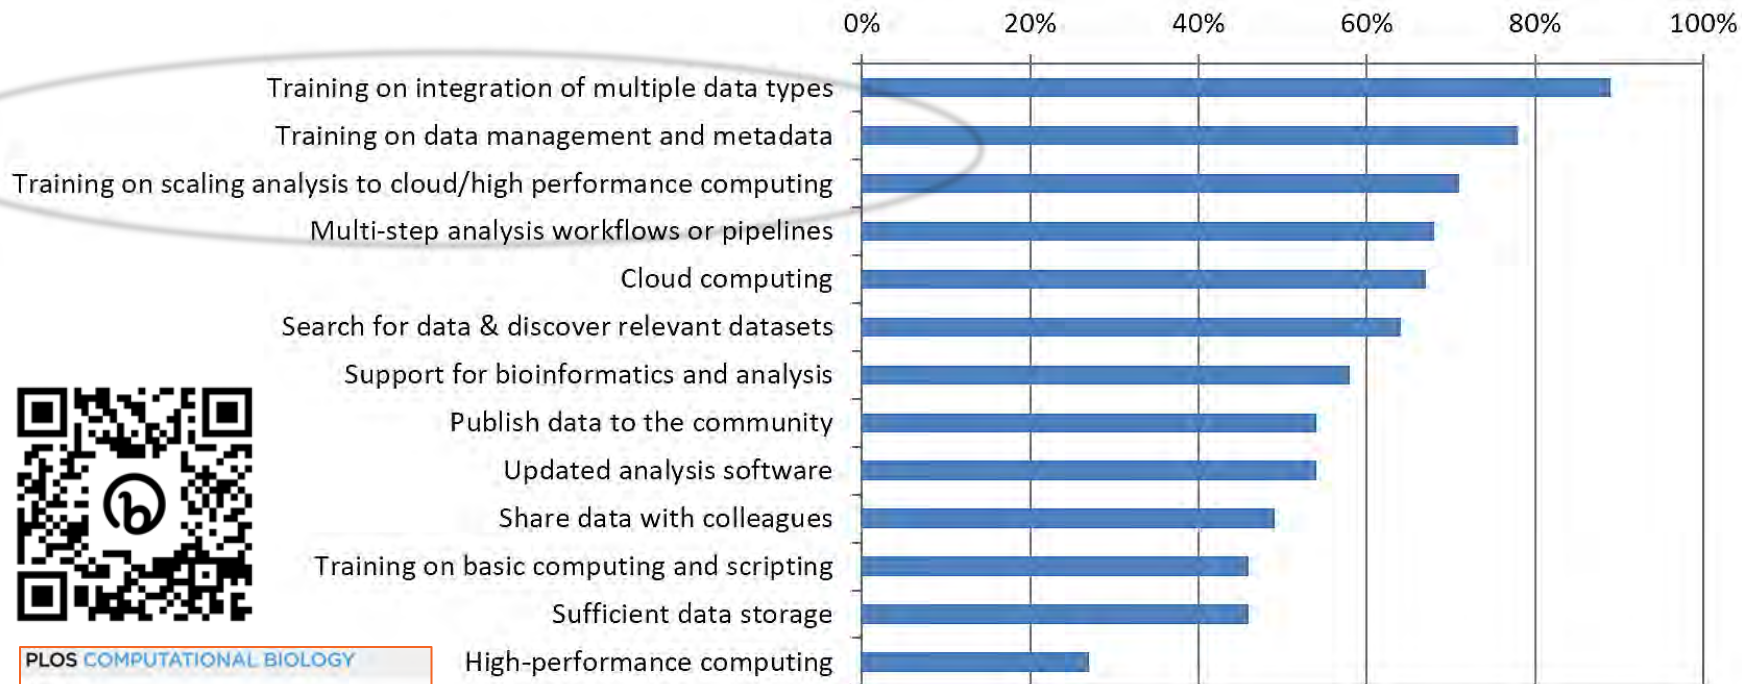 0% 20% 40% 60% 80% 100%
Training on integration of multiple data types
Training on data management and metadata
Training on scaling analysis to cloud/high performance computing
Multi-step analysis workflows or pipelines
Cloud computing
Search for data & discover relevant datasets
Support for bioinformatics and analysis
Publish data to the community
Updated analysis software
Share data with colleagues
Training on basic computing and scripting
Sufficient data storage
High-performance computing
PLOS COMPUTATIONAL BIOLOGY